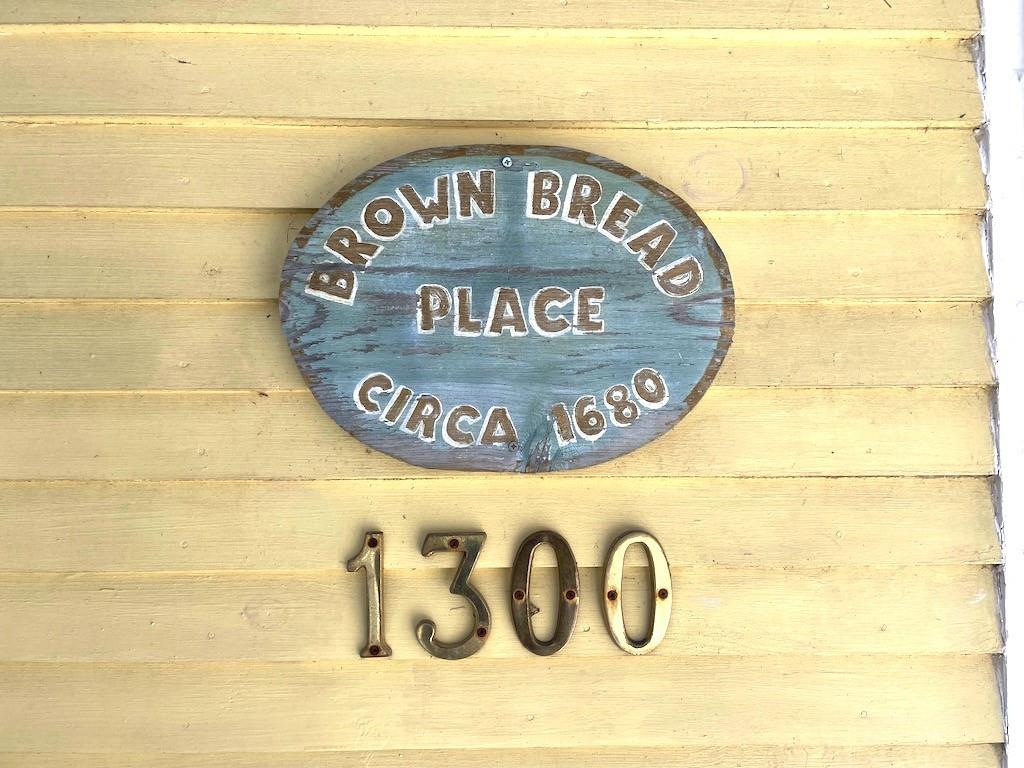 BROWN BREAD
PLACE
CIRCA 1680
1300